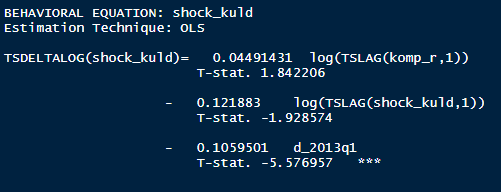 BEHAVIORAL EQUATION: shock_kuld
Estimation Technique: OLS
TSDELTALOG(shock_kuld)= 0.04491431 log(TSLAG(komp_r,1))
T-stat. 1.842206
- 0.121883 log(TSLAG(shock_kuld,1))
T-stat. -1.928574
- 0.1059501 d_2013q1
T-stat. -5.576957 ***